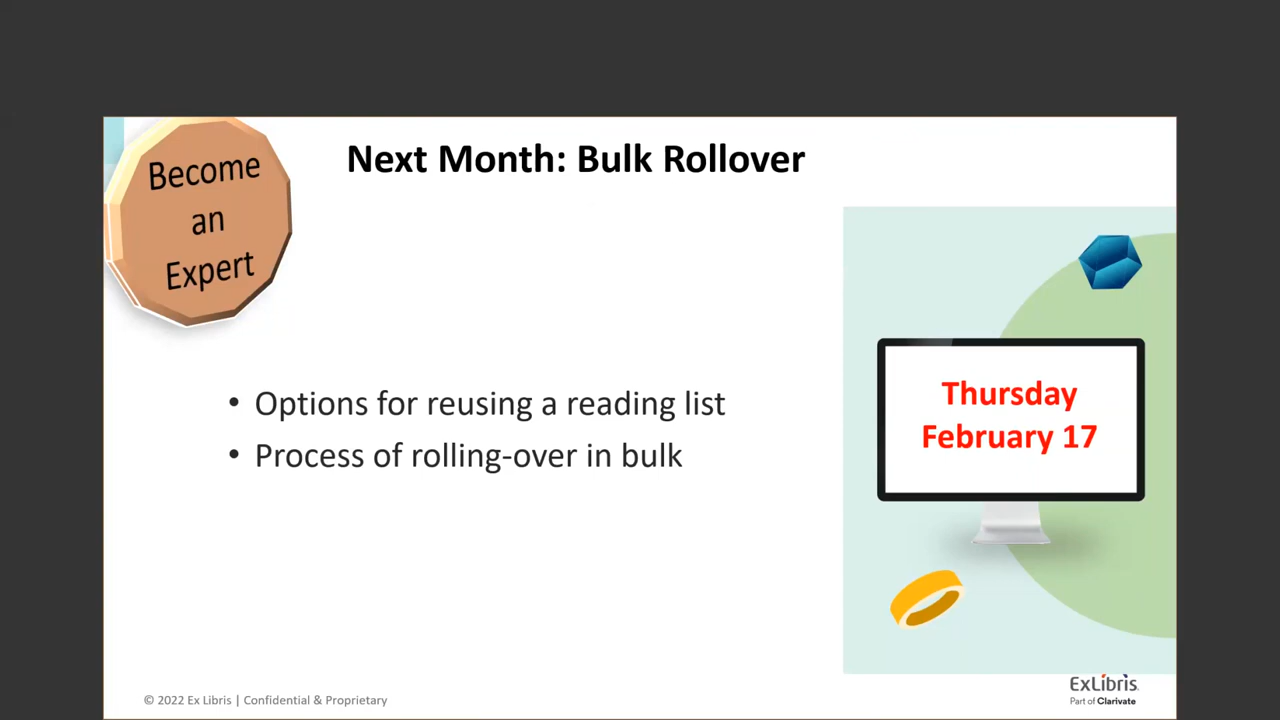 Become
an
Expert
Next Month: Bulk Rollover
• Options for reusing a reading list
• Process of rolling-over in bulk
Thursday
February 17
© 2022 Ex Libris | Confidential & Proprietary
ExLibris
Part of Clarivate